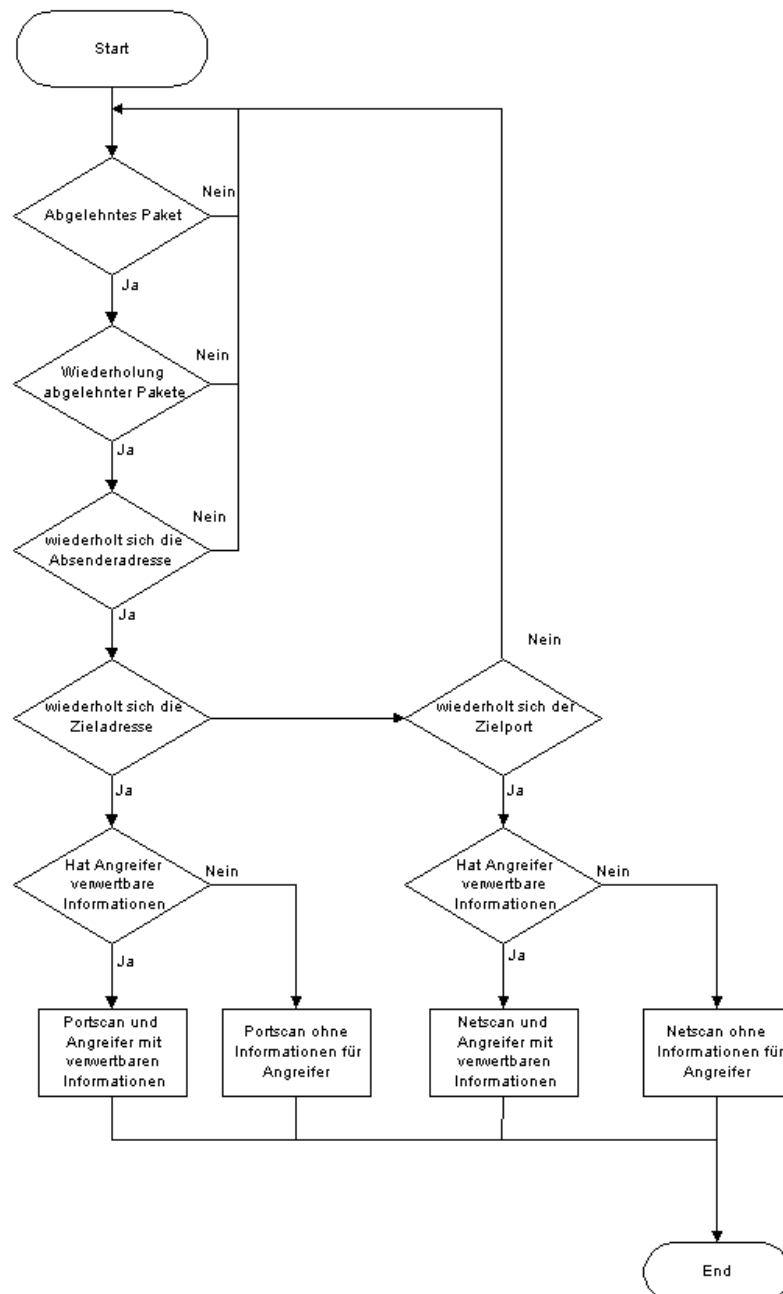 Start
Nein
Abgelehntes Paket
Ja
Nein
Wiederholung
abgelehnter Pakete
Ja
Nein
wiederholt sich die
Absenderadresse
Ja
Nein
wiederholt sich die
Zieladresse
wiederholt sich der
Zielport
Ja
Ja
Hat Angreifer
verwertbare
Informationen
Nein
Hat Angreifer
verwertbare
Informationen
Nein
Ja
Ja
Portscan und
Angreifer mit
verwertbaren
Informationen
Portscan ohne
Informationen für
Angreifer
Netscan und
Angreifer mit
verwertbaren
Informationen
Netscan ohne
Informationen für
Angreifer
End